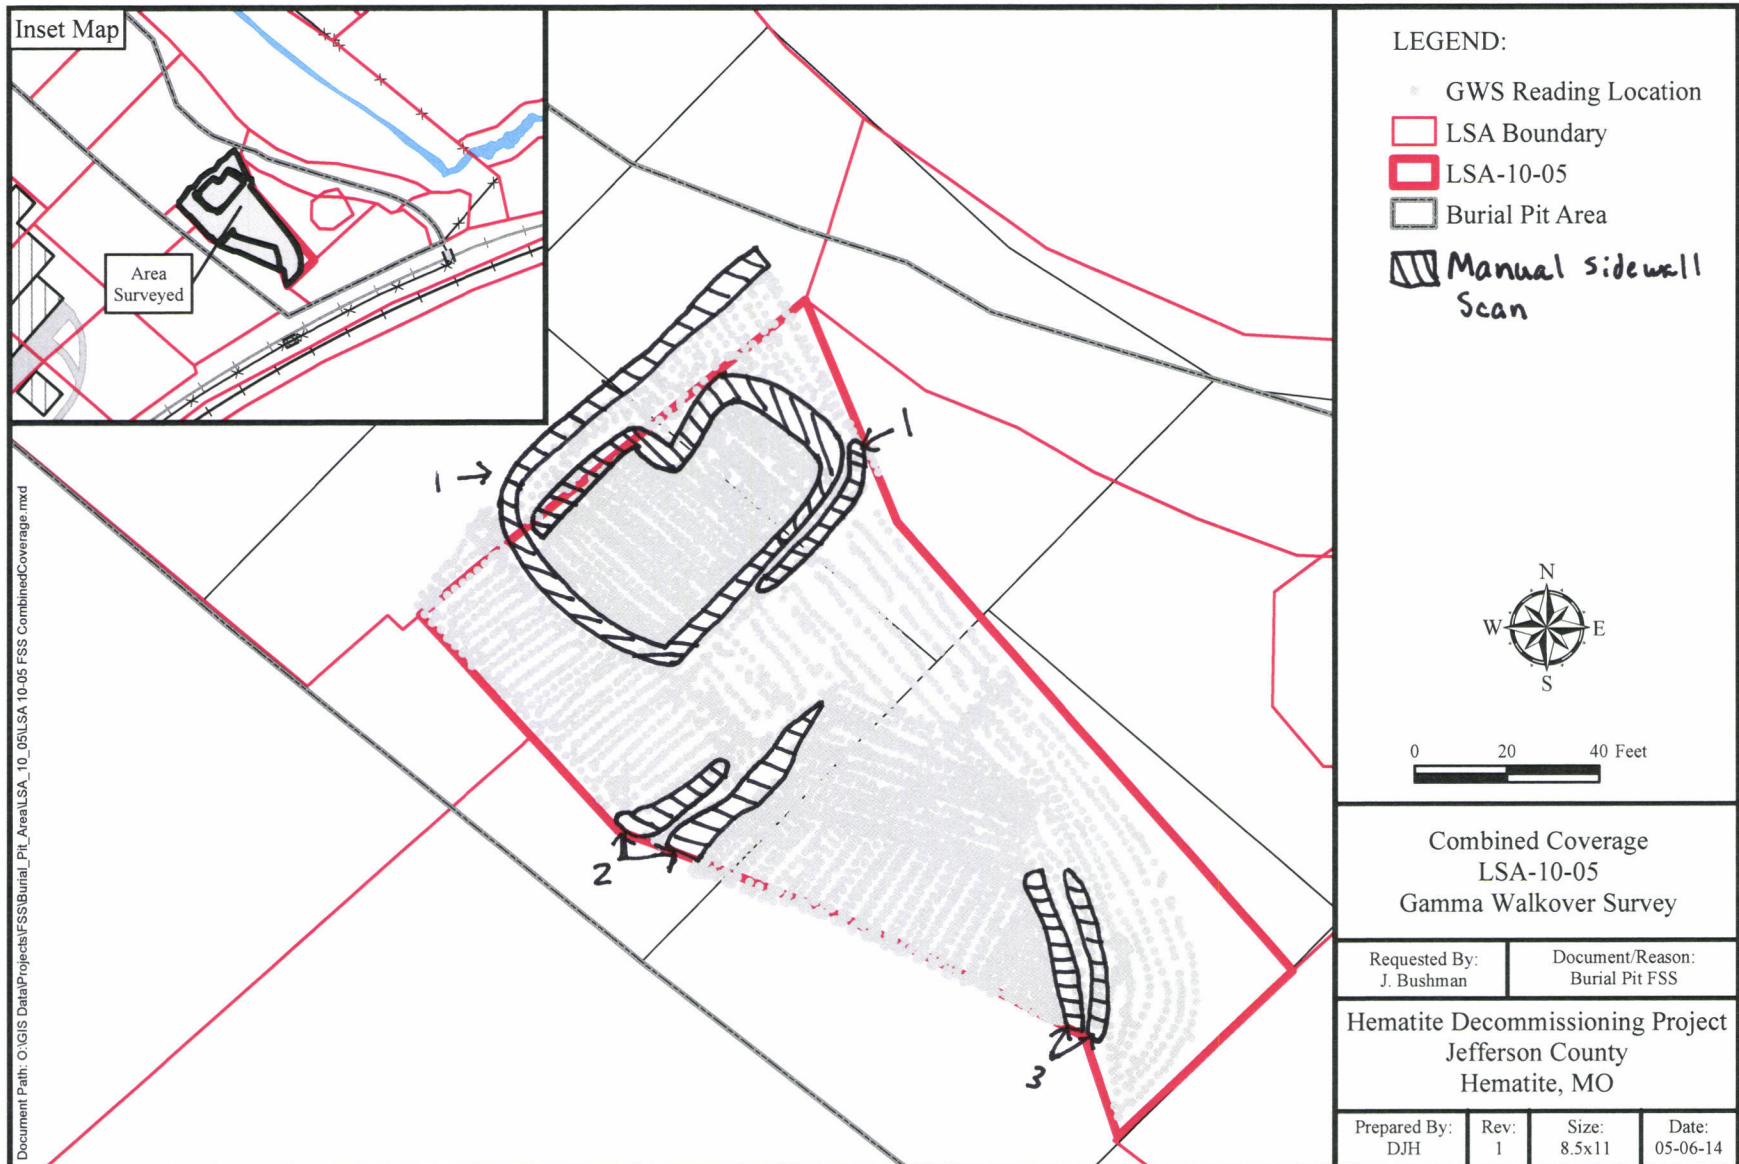 Inset Map
Area
Surveyed
1
1
2
3
Document Path: O:\GIS Data\Projects\FSS\Burial_Pit_Area\LSA_10_05\LSA 10-05 FSS CombinedCoverage.mxd
LEGEND:
GWS Reading Location
LSA Boundary
LSA-10-05
Burial Pit Area
Manual sidewall
Scan
N
W E
S
0 20 40 Feet
Combined Coverage
LSA-10-05
Gamma Walkover Survey
Requested By:
J. Bushman
Document/Reason:
Burial Pit FSS
Hematite Decommissioning Project
Jefferson County
Hematite, MO
Prepared By:
DJH
Rev:
1
Size:
8.5x11
Date:
05-06-14